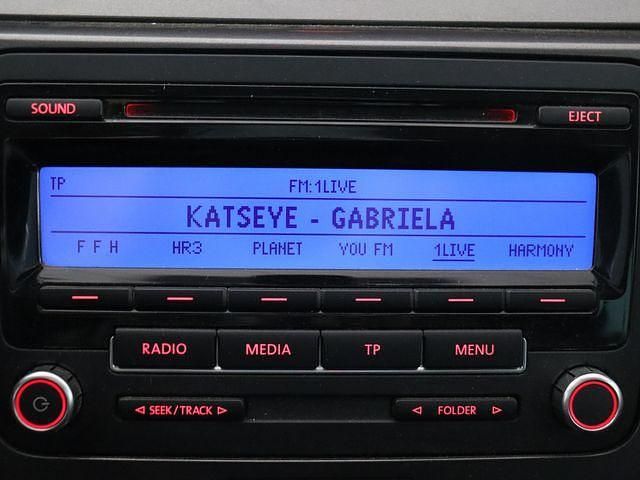 SOUND
EJECT
TP
FM:1LIVE
KATSEYE - GABRIELA
F F H HR3 PLANET YOU FM 1LIVE HARMONY
RADIO MEDIA TP MENU
SEEK/TRACK FOLDER